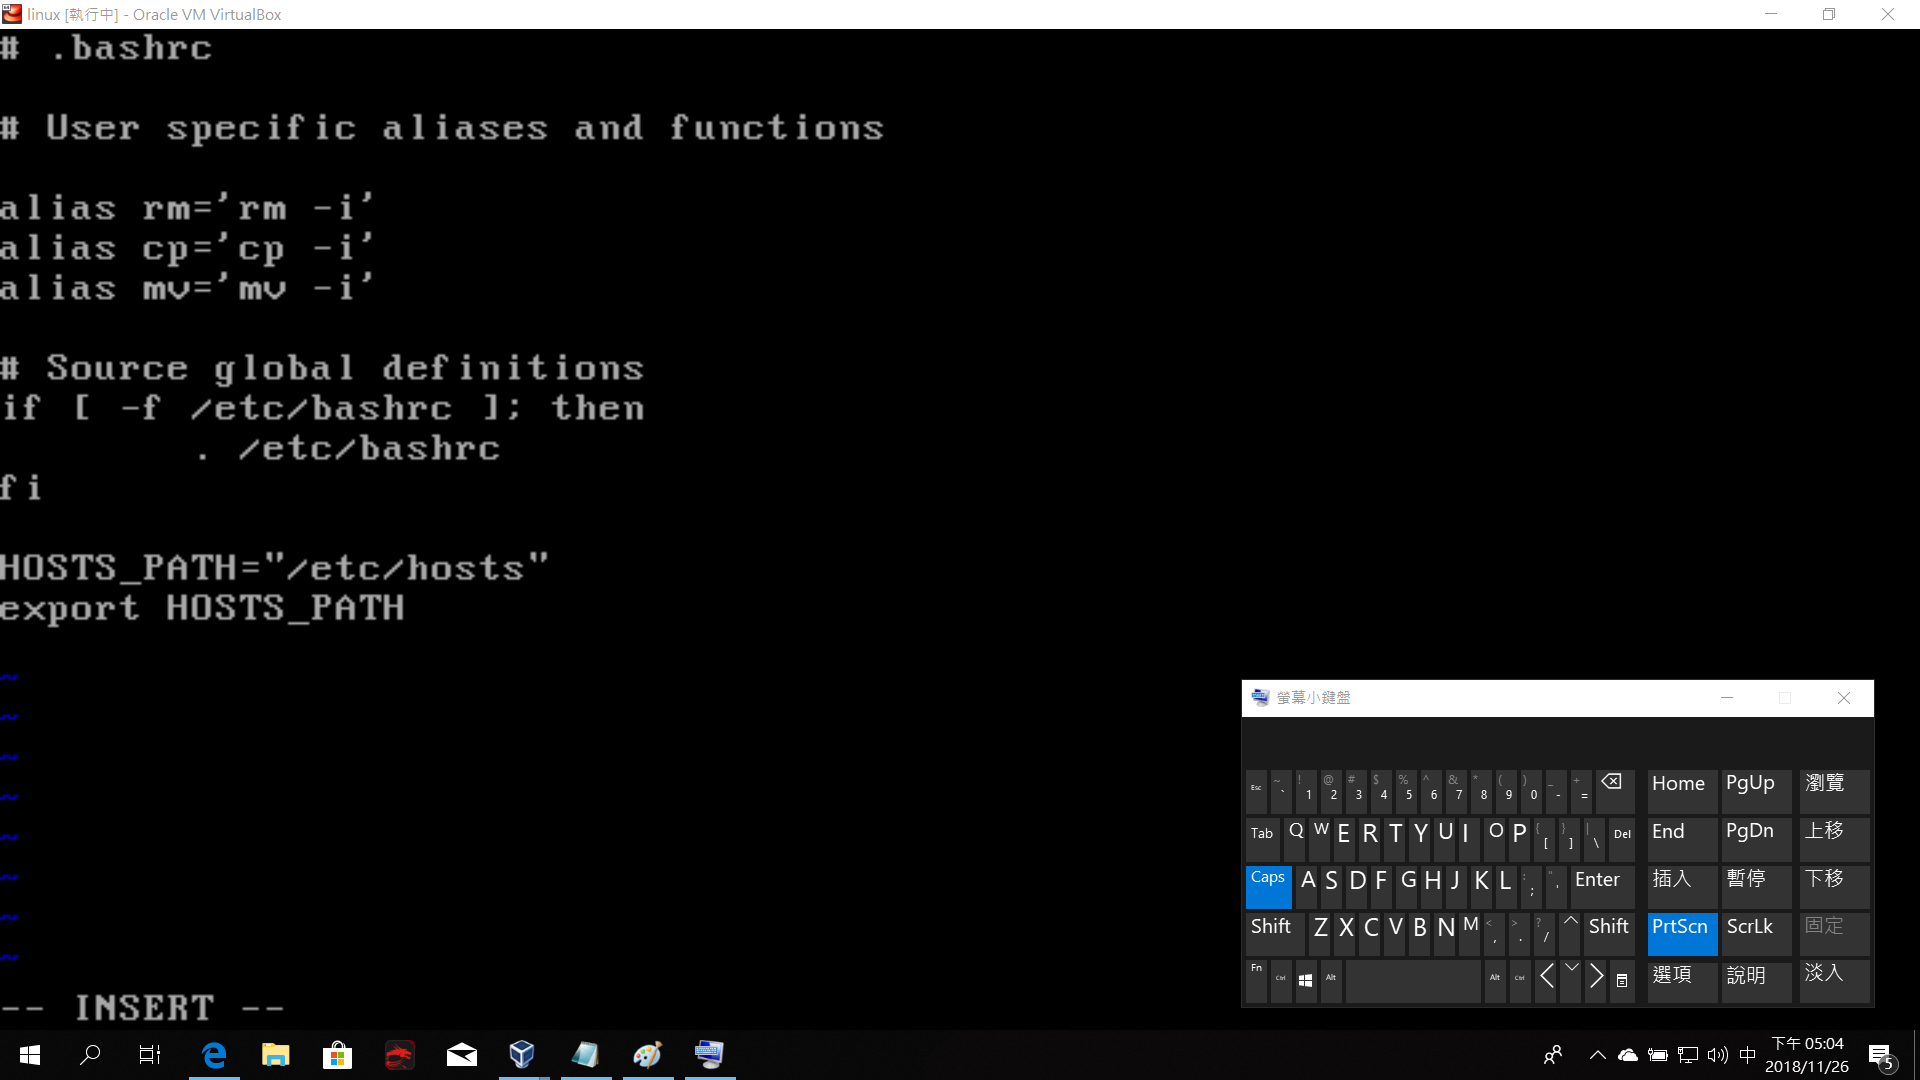 linux [執行中] - Oracle VM VirtualBox
# .bashrc
# User specific aliases and functions
alias rm='rm -i'
alias cp='cp -i'
alias mv='mv -i'
# Source global definitions
if [ -f /etc/bashrc ]; then
. /etc/bashrc
fi
HOSTS_PATH="/etc/hosts"
export HOSTS_PATH
~
~
~
~
~
~
~
~
-- INSERT --
螢幕小鍵盤
Esc ~ ` ! 1 @ 2 # 3 $ 4 % 5 ^ 6 & 7 * 8 ( 9 ) 0 _ - + = Home PgUp 瀏覽
Tab Q W E R T Y U I O P { [ } ] | \ Del End PgDn 上移
Caps A S D F G H J K L : ; " ' Enter 插入 暫停 下移
Shift Z X C V B N M < , > . ? / Shift PrtScn ScrLk 固定
Fn Ctrl Alt Alt Ctrl 選項 說明 淡入
中 下午 05:04
2018/11/26
5